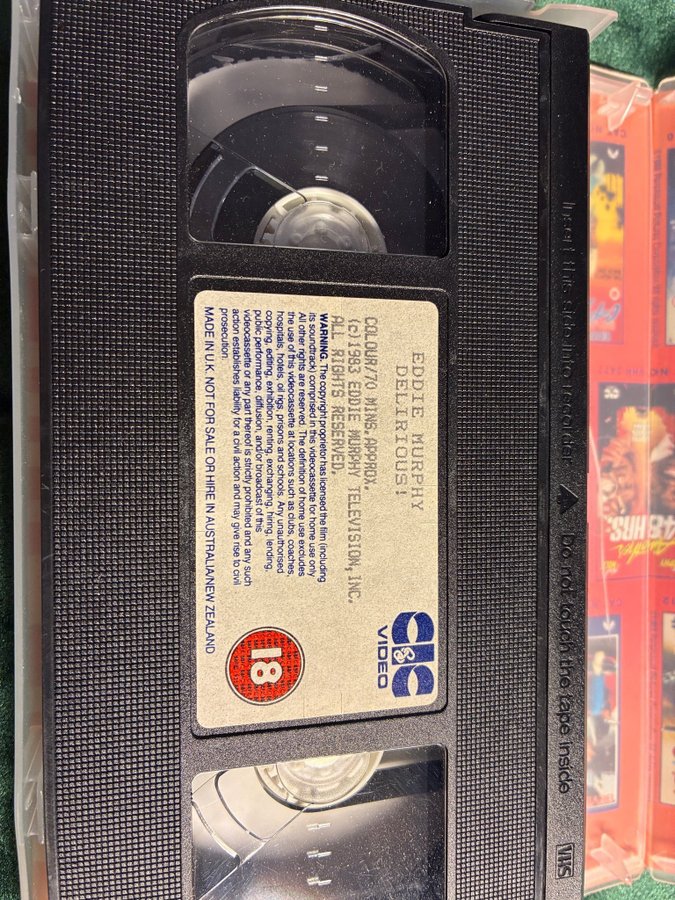 EDDIE MURPHY
DELIRIOUS!
COLOUR/70 MINS.APPROX.
(c)1983 EDDIE MURPHY TELEVISION,INC.
ALL RIGHTS RESERVED.
WARNING. The copyright proprietor has licensed the film (including
its soundtrack) comprised in this videocassette for home use only
All other rights are reserved. The definition of home use excludes
the use of this videocassette at locations such as clubs, coaches,
hospitals, hotels, oil rigs, prisons and schools. Any unauthorised
copying, editing, exhibition, renting, exchanging, hiring, lending,
public performance, diffusion, and/or broadcast of this
videocassette or any part thereof is strictly prohibited and any such
action establishes liability for a civil action and may give rise to civil
prosecution.
MADE IN U.K. NOT FOR SALE OR HIRE IN AUSTRALIA/NEW ZEALAND
CIC
VIDEO
18
Insert this side into recorder.
Do not touch the tape inside
VHS
Another
48 HRS.